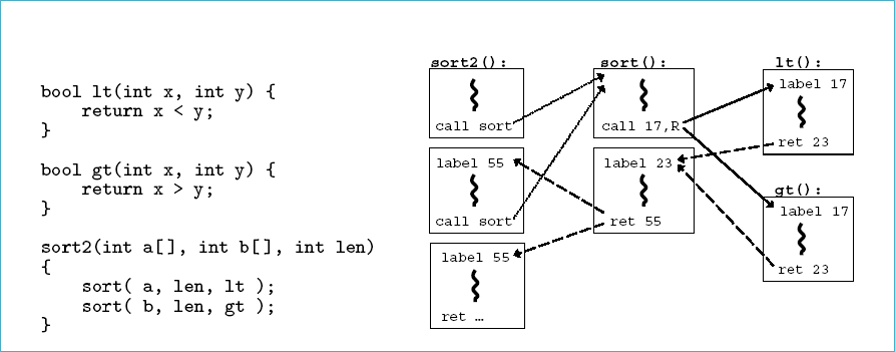 bool lt(int x, int y) {
    return x < y;
}
bool gt(int x, int y) {
    return x > y;
}
sort2(int a[], int b[], int len)
{
    sort( a, len, lt );
    sort( b, len, gt );
}
sort2():
call sort
label 55
call sort
label 55
ret …
sort():
call 17,R
label 23
ret 55
lt():
label 17
ret 23
gt():
label 17
ret 23